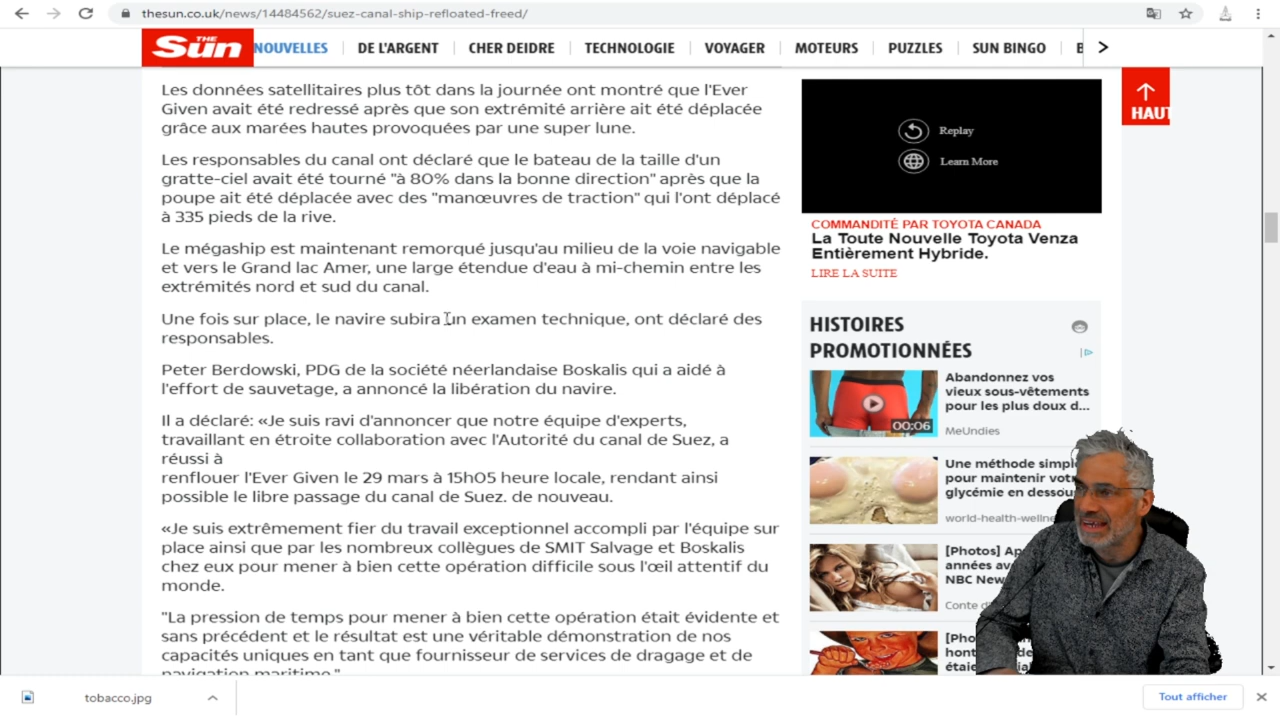 thesun.co.uk/news/14484562/suez-canal-ship-refloated-freed/
THE
Sun
NOUVELLES
DE L'ARGENT
CHER DEIDRE
TECHNOLOGIE
VOYAGER
MOTEURS
PUZZLES
SUN BINGO
Les données satellitaires plus tôt dans la journée ont montré que l'Ever
Given avait été redressé après que son extrémité arrière ait été déplacée
grâce aux marées hautes provoquées par une super lune.
Les responsables du canal ont déclaré que le bateau de la taille d'un
gratte-ciel avait été tourné "à 80% dans la bonne direction" après que la
poupe ait été déplacée avec des "manœuvres de traction" qui l'ont déplacé
à 335 pieds de la rive.
Le mégaship est maintenant remorqué jusqu'au milieu de la voie navigable
et vers le Grand lac Amer, une large étendue d'eau à mi-chemin entre les
extrémités nord et sud du canal.
Une fois sur place, le navire subira un examen technique, ont déclaré des
responsables.
Peter Berdowski, PDG de la société néerlandaise Boskalis qui a aidé à
l'effort de sauvetage, a annoncé la libération du navire.
Il a déclaré: «Je suis ravi d'annoncer que notre équipe d'experts,
travaillant en étroite collaboration avec l'Autorité du canal de Suez, a
réussi à
renflouer l'Ever Given le 29 mars à 15h05 heure locale, rendant ainsi
possible le libre passage du canal de Suez. de nouveau.
«Je suis extrêmement fier du travail exceptionnel accompli par l'équipe sur
place ainsi que par les nombreux collègues de SMIT Salvage et Boskalis
chez eux pour mener à bien cette opération difficile sous l'œil attentif du
monde.
"La pression de temps pour mener à bien cette opération était évidente et
sans précédent et le résultat est une véritable démonstration de nos
capacités uniques en tant que fournisseur de services de dragage et de
navigation maritime."
Replay
Learn More
HAUT
COMMANDITÉ PAR TOYOTA CANADA
La Toute Nouvelle Toyota Venza
Entièrement Hybride.
LIRE LA SUITE
HISTOIRES
PROMOTIONNÉES
00:06
Abandonnez vos
vieux sous-vêtements
pour les plus doux d...
MeUndies
Une méthode simple
pour maintenir
glycémie en
[Photos]
années
NBC
Conte
tobacco.jpg
Tout afficher